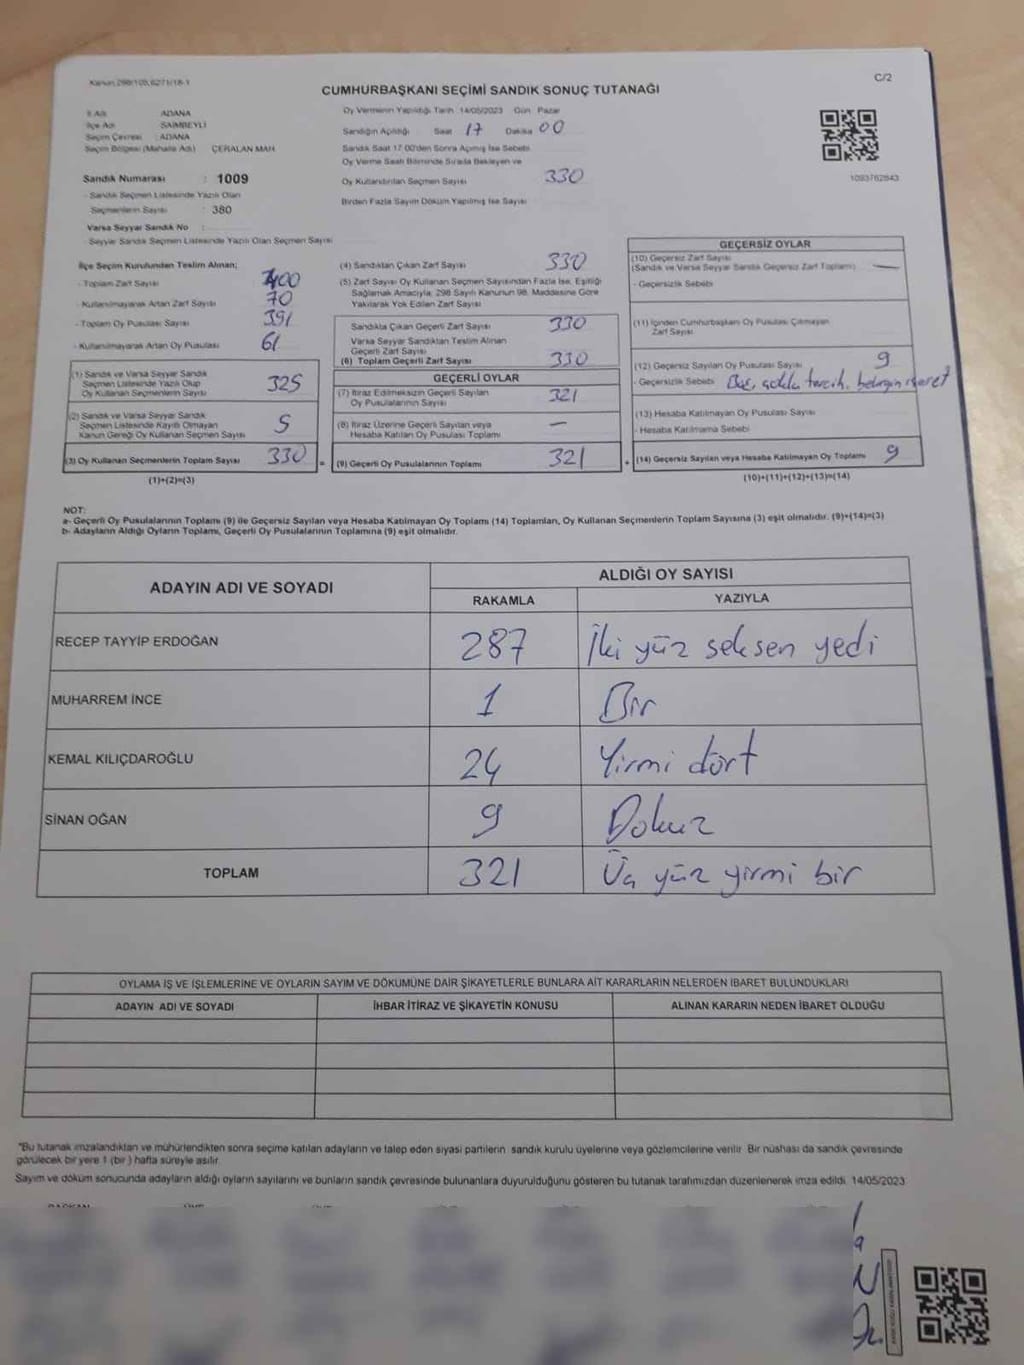 Kanun 298/105,6271/18-1
C/2
CUMHURBAŞKANI SEÇİMİ SANDIK SONUÇ TUTANAĞI
İl Adı : ADANA
İlçe Adı : SAİMBEYLİ
Seçim Çevresi : ADANA
Seçim Bölgesi (Mahalle Adı) : ÇERALAN MAH.
Sandık Numarası : 1009
- Sandık Seçmen Listesinde Yazılı Olan
Seçmenlerin Sayısı : 380
Varsa Seyyar Sandık No :
- Seyyar Sandık Seçmen Listesinde Yazılı Olan Seçmen Sayısı
Oy Vermenin Yapıldığı Tarih : 14/05/2023 Gün : Pazar
Sandığın Açıldığı Saat 17 Dakika 00
Sandık Saat 17:00'den Sonra Açılmış İse Sebebi
Oy Verme Saati Bitiminde Sırada Bekleyen ve
Oy Kullandırılan Seçmen Sayısı 330
Birden Fazla Sayım Döküm Yapılmış İse Sayısı
1093762843
İlçe Seçim Kurulundan Teslim Alınan;
- Toplam Zarf Sayısı : 400
- Kullanılmayarak Artan Zarf Sayısı : 70
- Toplam Oy Pusulası Sayısı : 391
- Kullanılmayarak Artan Oy Pusulası : 61
(1) Sandık ve Varsa Seyyar Sandık
Seçmen Listesinde Yazılı Olup
Oy Kullanan Seçmenlerin Sayısı 325
(2) Sandık ve Varsa Seyyar Sandık
Seçmen Listesinde Kayıtlı Olmayan
Kanun Gereği Oy Kullanan Seçmen Sayısı 5
(3) Oy Kullanan Seçmenlerin Toplam Sayısı 330
(1)+(2)=(3)
(4) Sandıktan Çıkan Zarf Sayısı 330
(5) Zarf Sayısı Oy Kullanan Seçmen Sayısından Fazla İse, Eşitliği
Sağlamak Amacıyla; 298 Sayılı Kanunun 98. Maddesine Göre
Yakılarak Yok Edilen Zarf Sayısı
Sandıkta Çıkan Geçerli Zarf Sayısı 330
Varsa Seyyar Sandıktan Teslim Alınan
Geçerli Zarf Sayısı
(6) Toplam Geçerli Zarf Sayısı 330
GEÇERLİ OYLAR
(7) İtiraz Edilmeksizin Geçerli Sayılan
Oy Pusulalarının Sayısı 321
(8) İtiraz Üzerine Geçerli Sayılan veya
Hesaba Katılan Oy Pusulası Toplamı —
= (9) Geçerli Oy Pusulalarının Toplamı 321 +
GEÇERSİZ OYLAR
(10) Geçersiz Zarf Sayısı
(Sandık ve Varsa Seyyar Sandık Geçersiz Zarf Toplamı) —
- Geçersizlik Sebebi
(11) İçinden Cumhurbaşkanı Oy Pusulası Çıkmayan
Zarf Sayısı
(12) Geçersiz Sayılan Oy Pusulası Sayısı 9
- Geçersizlik Sebebi Boş, çoklu tercih, belirgin işaret
(13) Hesaba Katılmayan Oy Pusulası Sayısı
- Hesaba Katılmama Sebebi
(14) Geçersiz Sayılan veya Hesaba Katılmayan Oy Toplamı 9
(10)+(11)+(12)+(13)=(14)
NOT:
a- Geçerli Oy Pusulalarının Toplamı (9) ile Geçersiz Sayılan veya Hesaba Katılmayan Oy Toplamı (14) Toplamları, Oy Kullanan Seçmenlerin Toplam Sayısına (3) eşit olmalıdır. (9)+(14)=(3)
b- Adayların Aldığı Oyların Toplamı, Geçerli Oy Pusulalarının Toplamına (9) eşit olmalıdır.
ADAYIN ADI VE SOYADI
ALDIĞI OY SAYISI
RAKAMLA YAZIYLA
RECEP TAYYİP ERDOĞAN 287 İki yüz seksen yedi
MUHARREM İNCE 1 Bir
KEMAL KILIÇDAROĞLU 24 Yirmi dört
SİNAN OĞAN 9 Dokuz
TOPLAM 321 Üç yüz yirmi bir
OYLAMA İŞ VE İŞLEMLERİNE VE OYLARIN SAYIM VE DÖKÜMÜNE DAİR ŞİKAYETLERLE BUNLARA AİT KARARLARIN NELERDEN İBARET BULUNDUKLARI
ADAYIN ADI VE SOYADI İHBAR İTİRAZ VE ŞİKAYETİN KONUSU ALINAN KARARIN NEDEN İBARET OLDUĞU
*Bu tutanak imzalandıktan ve mühürlendikten sonra seçime katılan adayların ve talep eden siyasi partilerin sandık kurulu üyelerine veya gözlemcilerine verilir. Bir nüshası da sandık çevresinde
görülecek bir yere 1 (bir) hafta süreyle asılır.
Sayım ve döküm sonucunda adayların aldığı oyların sayılarını ve bunların sandık çevresinde bulunanlara duyurulduğunu gösteren bu tutanak tarafımızdan düzenlenerek imza edildi. 14/05/2023